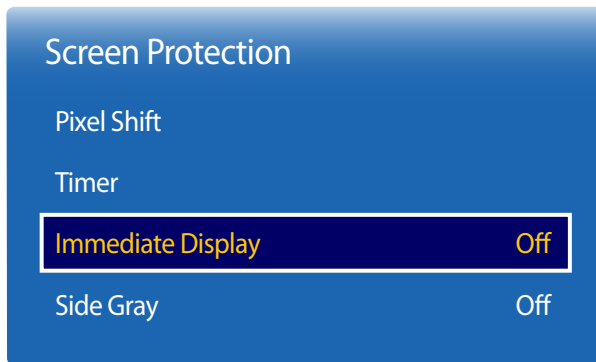 Screen Protection
Pixel Shift
Timer
Immediate Display Off
Side Gray Off